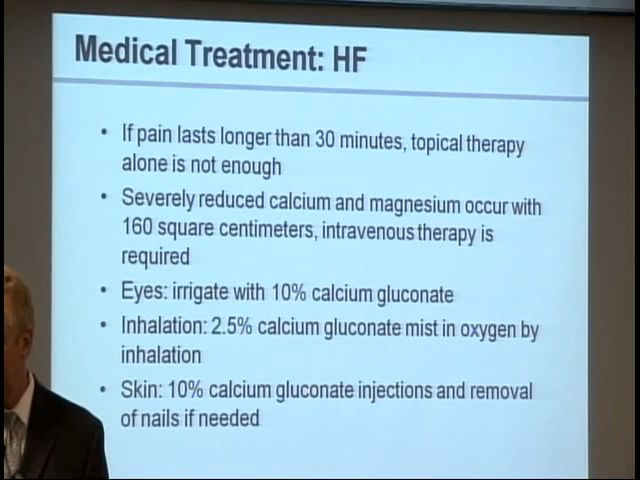 Medical Treatment: HF
• If pain lasts longer than 30 minutes, topical therapy
alone is not enough
• Severely reduced calcium and magnesium occur with
160 square centimeters, intravenous therapy is
required
• Eyes: irrigate with 10% calcium gluconate
• Inhalation: 2.5% calcium gluconate mist in oxygen by
inhalation
• Skin: 10% calcium gluconate injections and removal
of nails if needed